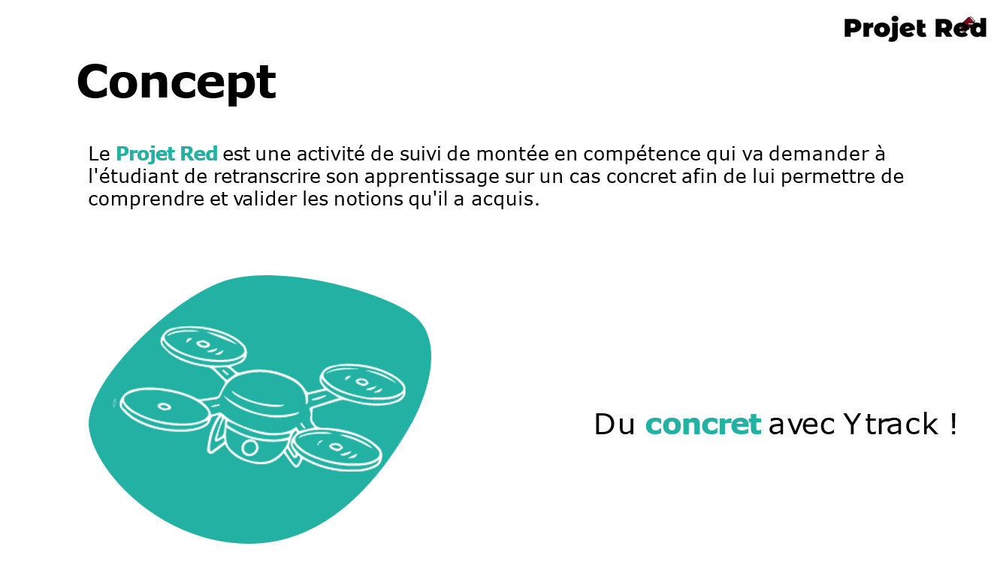 Projet Red
Concept
Le Projet Red est une activité de suivi de montée en compétence qui va demander à
l'étudiant de retranscrire son apprentissage sur un cas concret afin de lui permettre de
comprendre et valider les notions qu'il a acquis.
Du concret avec Ytrack !